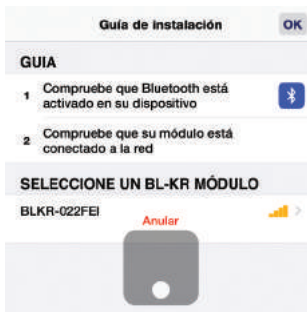 Guía de instalación
OK
GUIA
1 Compruebe que Bluetooth está
activado en su dispositivo
2 Compruebe que su módulo está
conectado a la red
SELECCIONE UN BL-KR MÓDULO
BLKR-022FEI
Anular